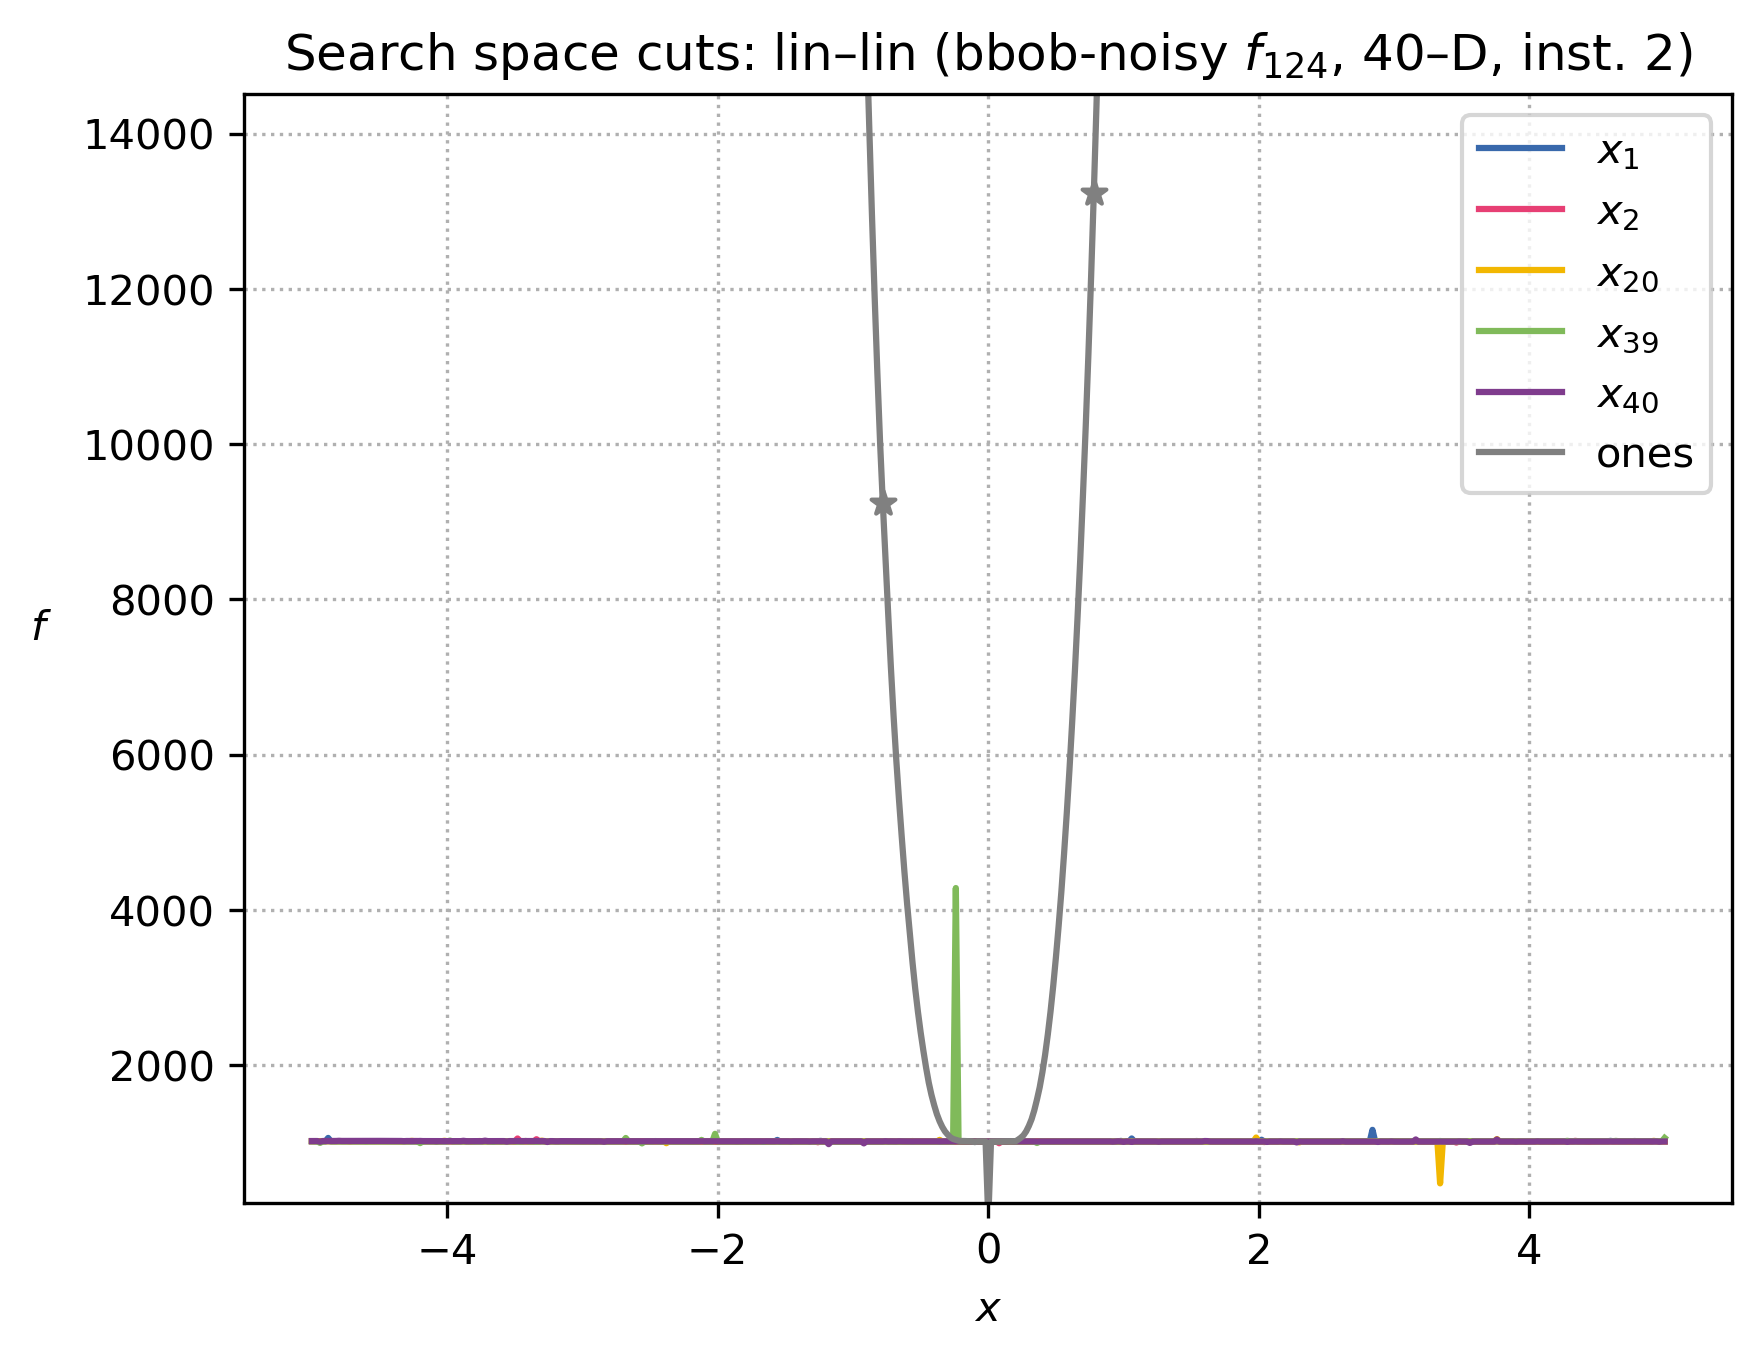 Search space cuts: lin–lin (bbob-noisy f₁₂₄, 40–D, inst. 2)
14000
12000
10000
8000
6000
4000
2000
f
−4
−2
0
2
4
x
x₁
x₂
x₂₀
x₃₉
x₄₀
ones